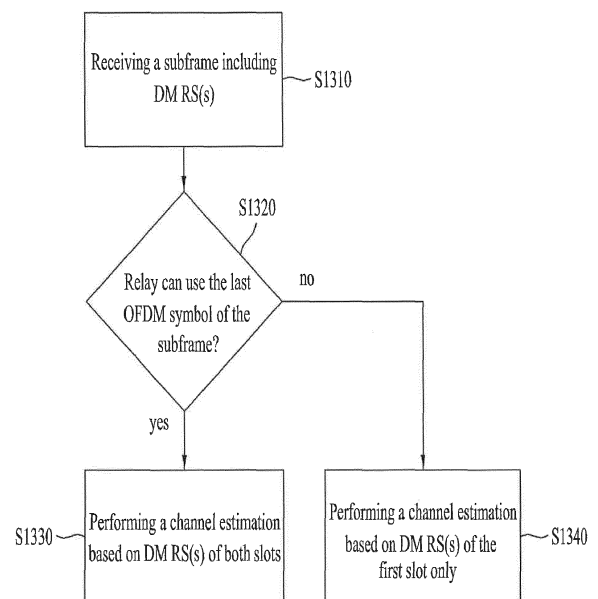 Receiving a subframe including
DM RS(s)
S1310
S1320
Relay can use the last
OFDM symbol of the
subframe?
no
yes
Performing a channel estimation
based on DM RS(s) of both slots
S1330
Performing a channel estimation
based on DM RS(s) of the
first slot only
S1340